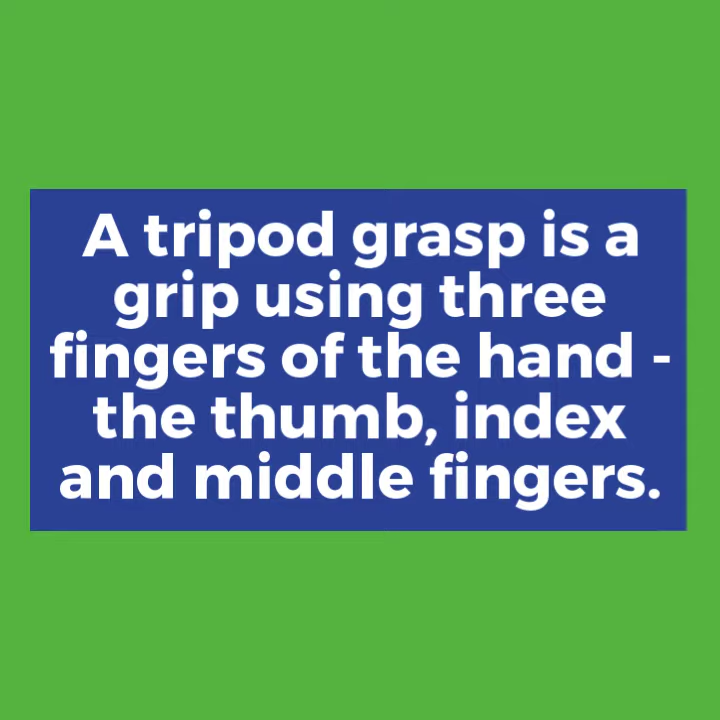 A tripod grasp is a
grip using three
fingers of the hand -
the thumb, index
and middle fingers.